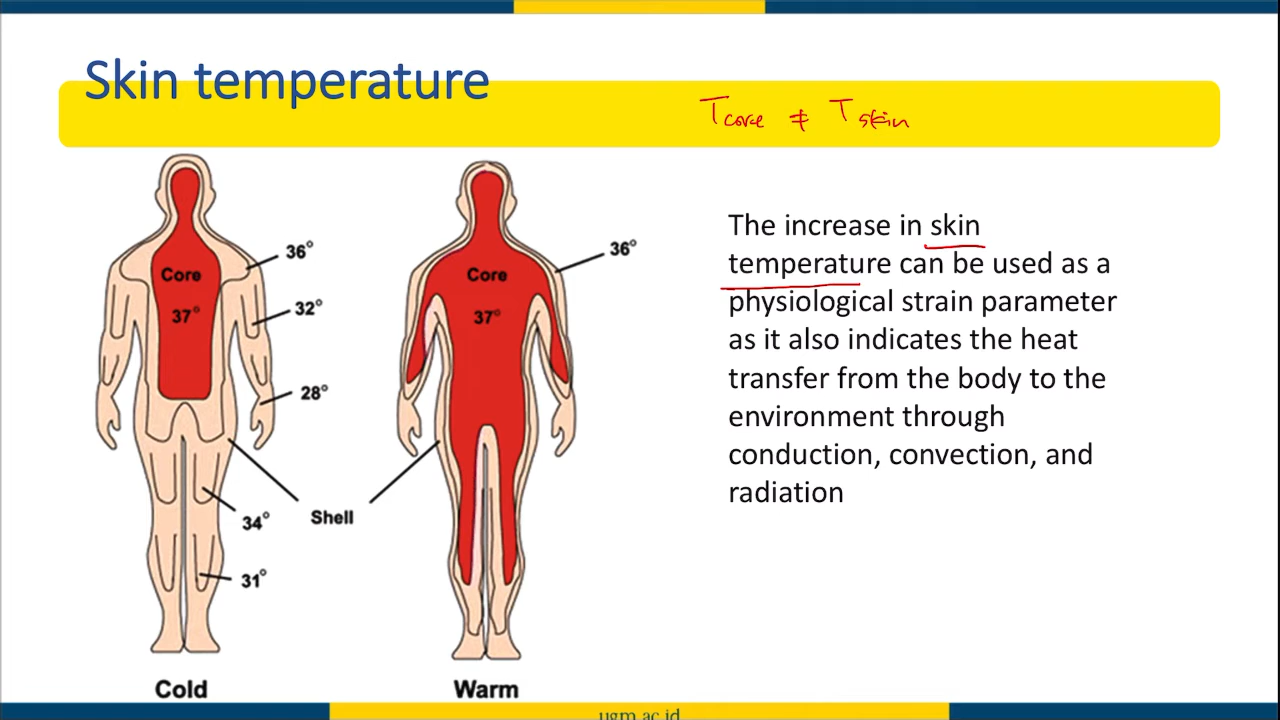 Skin temperature
Tcore ≠ Tskin
Core
37°
36°
32°
28°
34°
31°
Shell
Cold
Core
37°
36°
Warm
The increase in skin
temperature can be used as a
physiological strain parameter
as it also indicates the heat
transfer from the body to the
environment through
conduction, convection, and
radiation
ugm.ac.id